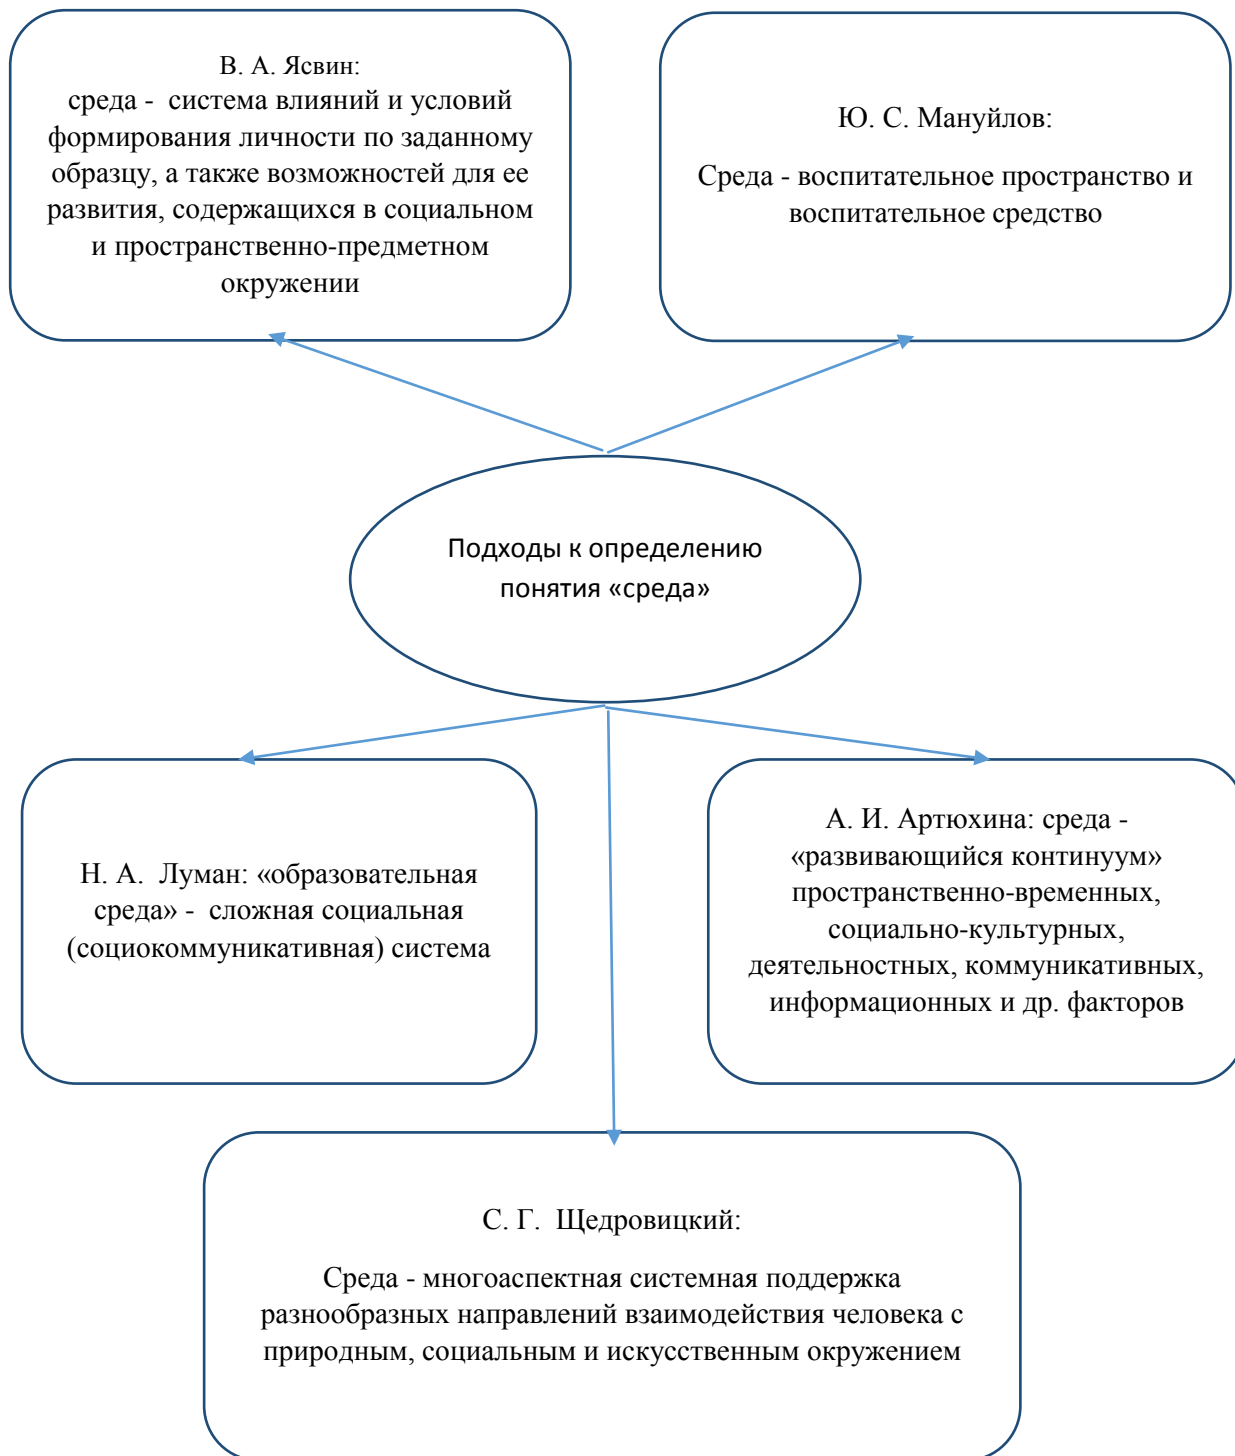 В. А. Ясвин:
среда - система влияний и условий
формирования личности по заданному
образцу, а также возможностей для ее
развития, содержащихся в социальном
и пространственно-предметном
окружении
Ю. С. Мануйлов:
Среда - воспитательное пространство и
воспитательное средство
Подходы к определению
понятия «среда»
Н. А. Луман: «образовательная
среда» - сложная социальная
(социокоммуникативная) система
А. И. Артюхина: среда -
«развивающийся континуум»
пространственно-временных,
социально-культурных,
деятельностных, коммуникативных,
информационных и др. факторов
С. Г. Щедровицкий:
Среда - многоаспектная системная поддержка
разнообразных направлений взаимодействия человека с
природным, социальным и искусственным окружением